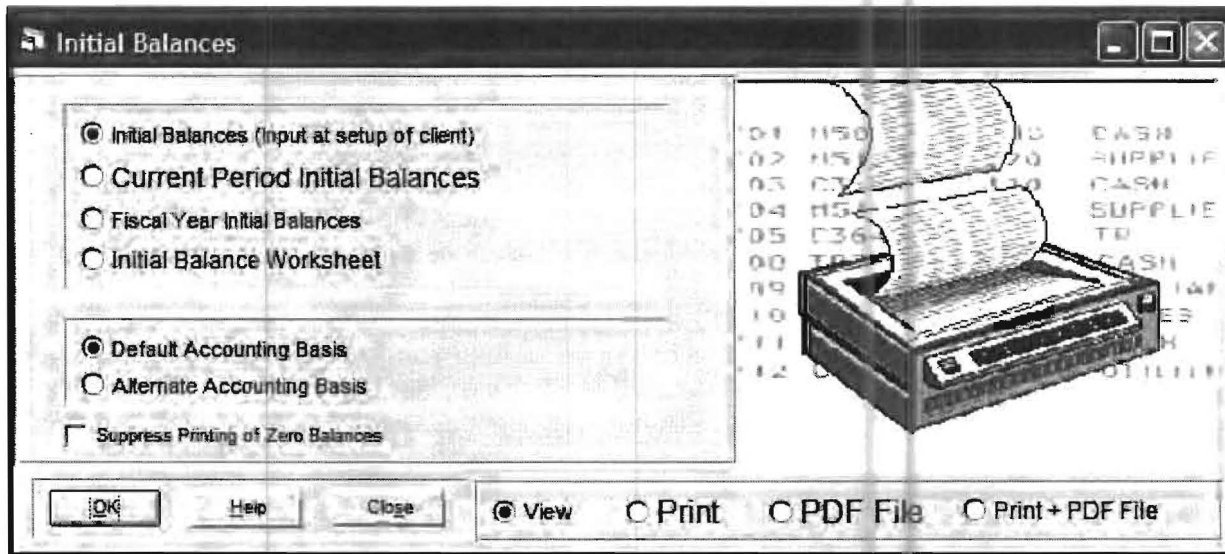 Initial Balances
Initial Balances (Input at setup of client)
Current Period Initial Balances
Fiscal Year Initial Balances
Initial Balance Worksheet
Default Accounting Basis
Alternate Accounting Basis
Suppress Printing of Zero Balances
CASH
CASH
CASH
OK Help Close
View Print PDF File Print + PDF File